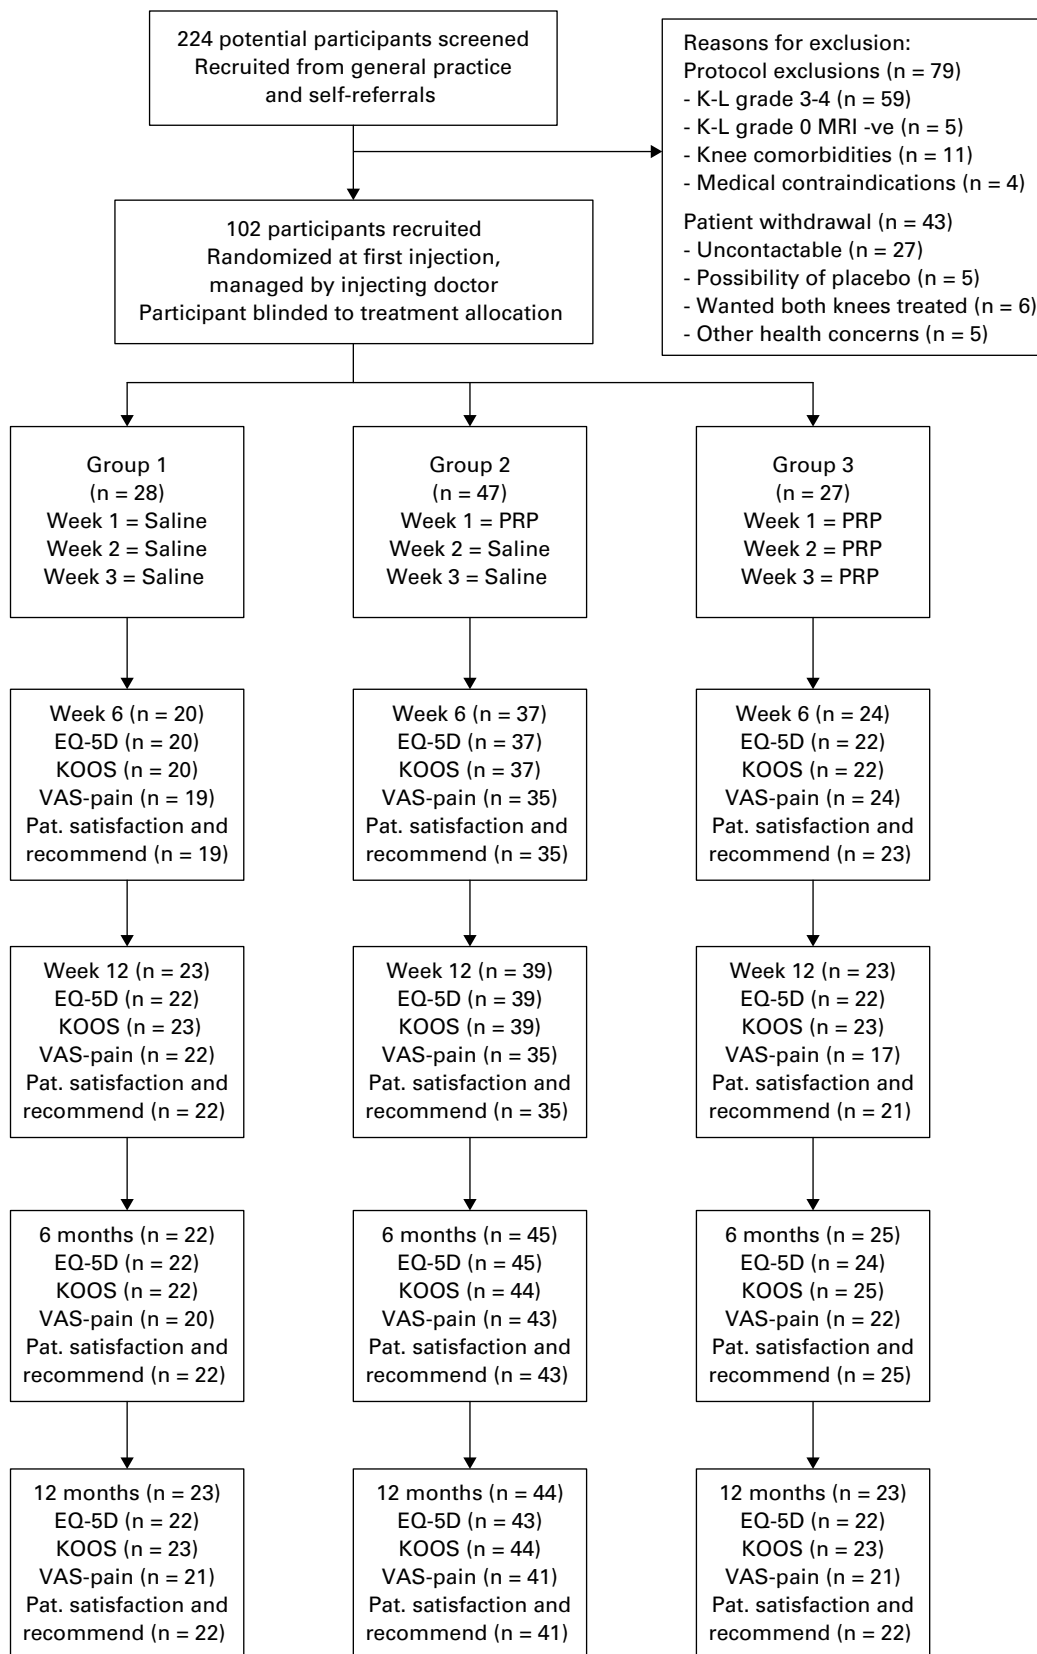 224 potential participants screened
Recruited from general practice
and self-referrals
Reasons for exclusion:
Protocol exclusions (n = 79)
- K-L grade 3-4 (n = 59)
- K-L grade 0 MRI -ve (n = 5)
- Knee comorbidities (n = 11)
- Medical contraindications (n = 4)
Patient withdrawal (n = 43)
- Uncontactable (n = 27)
- Possibility of placebo (n = 5)
- Wanted both knees treated (n = 6)
- Other health concerns (n = 5)
102 participants recruited
Randomized at first injection,
managed by injecting doctor
Participant blinded to treatment allocation
Group 1
(n = 28)
Week 1 = Saline
Week 2 = Saline
Week 3 = Saline
Group 2
(n = 47)
Week 1 = PRP
Week 2 = Saline
Week 3 = Saline
Group 3
(n = 27)
Week 1 = PRP
Week 2 = PRP
Week 3 = PRP
Week 6 (n = 20)
EQ-5D (n = 20)
KOOS (n = 20)
VAS-pain (n = 19)
Pat. satisfaction and
recommend (n = 19)
Week 6 (n = 37)
EQ-5D (n = 37)
KOOS (n = 37)
VAS-pain (n = 35)
Pat. satisfaction and
recommend (n = 35)
Week 6 (n = 24)
EQ-5D (n = 22)
KOOS (n = 22)
VAS-pain (n = 24)
Pat. satisfaction and
recommend (n = 23)
Week 12 (n = 23)
EQ-5D (n = 22)
KOOS (n = 23)
VAS-pain (n = 22)
Pat. satisfaction and
recommend (n = 22)
Week 12 (n = 39)
EQ-5D (n = 39)
KOOS (n = 39)
VAS-pain (n = 35)
Pat. satisfaction and
recommend (n = 35)
Week 12 (n = 23)
EQ-5D (n = 22)
KOOS (n = 23)
VAS-pain (n = 17)
Pat. satisfaction and
recommend (n = 21)
6 months (n = 22)
EQ-5D (n = 22)
KOOS (n = 22)
VAS-pain (n = 20)
Pat. satisfaction and
recommend (n = 22)
6 months (n = 45)
EQ-5D (n = 45)
KOOS (n = 44)
VAS-pain (n = 43)
Pat. satisfaction and
recommend (n = 43)
6 months (n = 25)
EQ-5D (n = 24)
KOOS (n = 25)
VAS-pain (n = 22)
Pat. satisfaction and
recommend (n = 25)
12 months (n = 23)
EQ-5D (n = 22)
KOOS (n = 23)
VAS-pain (n = 21)
Pat. satisfaction and
recommend (n = 22)
12 months (n = 44)
EQ-5D (n = 43)
KOOS (n = 44)
VAS-pain (n = 41)
Pat. satisfaction and
recommend (n = 41)
12 months (n = 23)
EQ-5D (n = 22)
KOOS (n = 23)
VAS-pain (n = 21)
Pat. satisfaction and
recommend (n = 22)